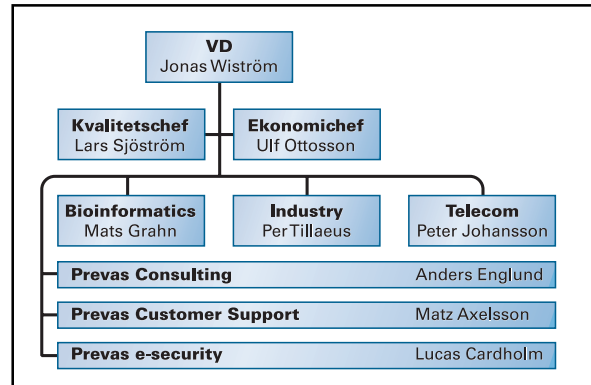 VD
Jonas Wiström
Kvalitetschef
Lars Sjöström
Ekonomichef
Ulf Ottosson
Bioinformatics
Mats Grahn
Industry
Per Tillaeus
Telecom
Peter Johansson
Prevas Consulting Anders Englund
Prevas Customer Support Matz Axelsson
Prevas e-security Lucas Cardholm